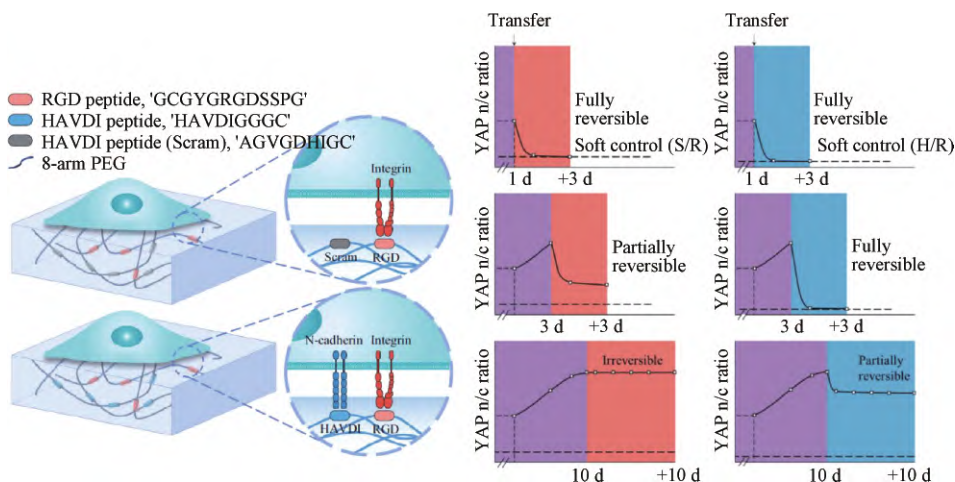 RGD peptide, 'GCGYGRGDSSPG'
HAVDI peptide, 'HAVDIGGGC'
HAVDI peptide (Scram), 'AGVGDHIGC'
8-arm PEG
Integrin
Scram
RGD
N-cadherin
Integrin
HAVDI
RGD
Transfer
YAP n/c ratio
Fully
reversible
Soft control (S/R)
1 d
+3 d
Transfer
YAP n/c ratio
Fully
reversible
Soft control (H/R)
1 d
+3 d
YAP n/c ratio
Partially
reversible
3 d
+3 d
YAP n/c ratio
Fully
reversible
3 d
+3 d
YAP n/c ratio
Irreversible
10 d
+10 d
YAP n/c ratio
Partially
reversible
10 d
+10 d